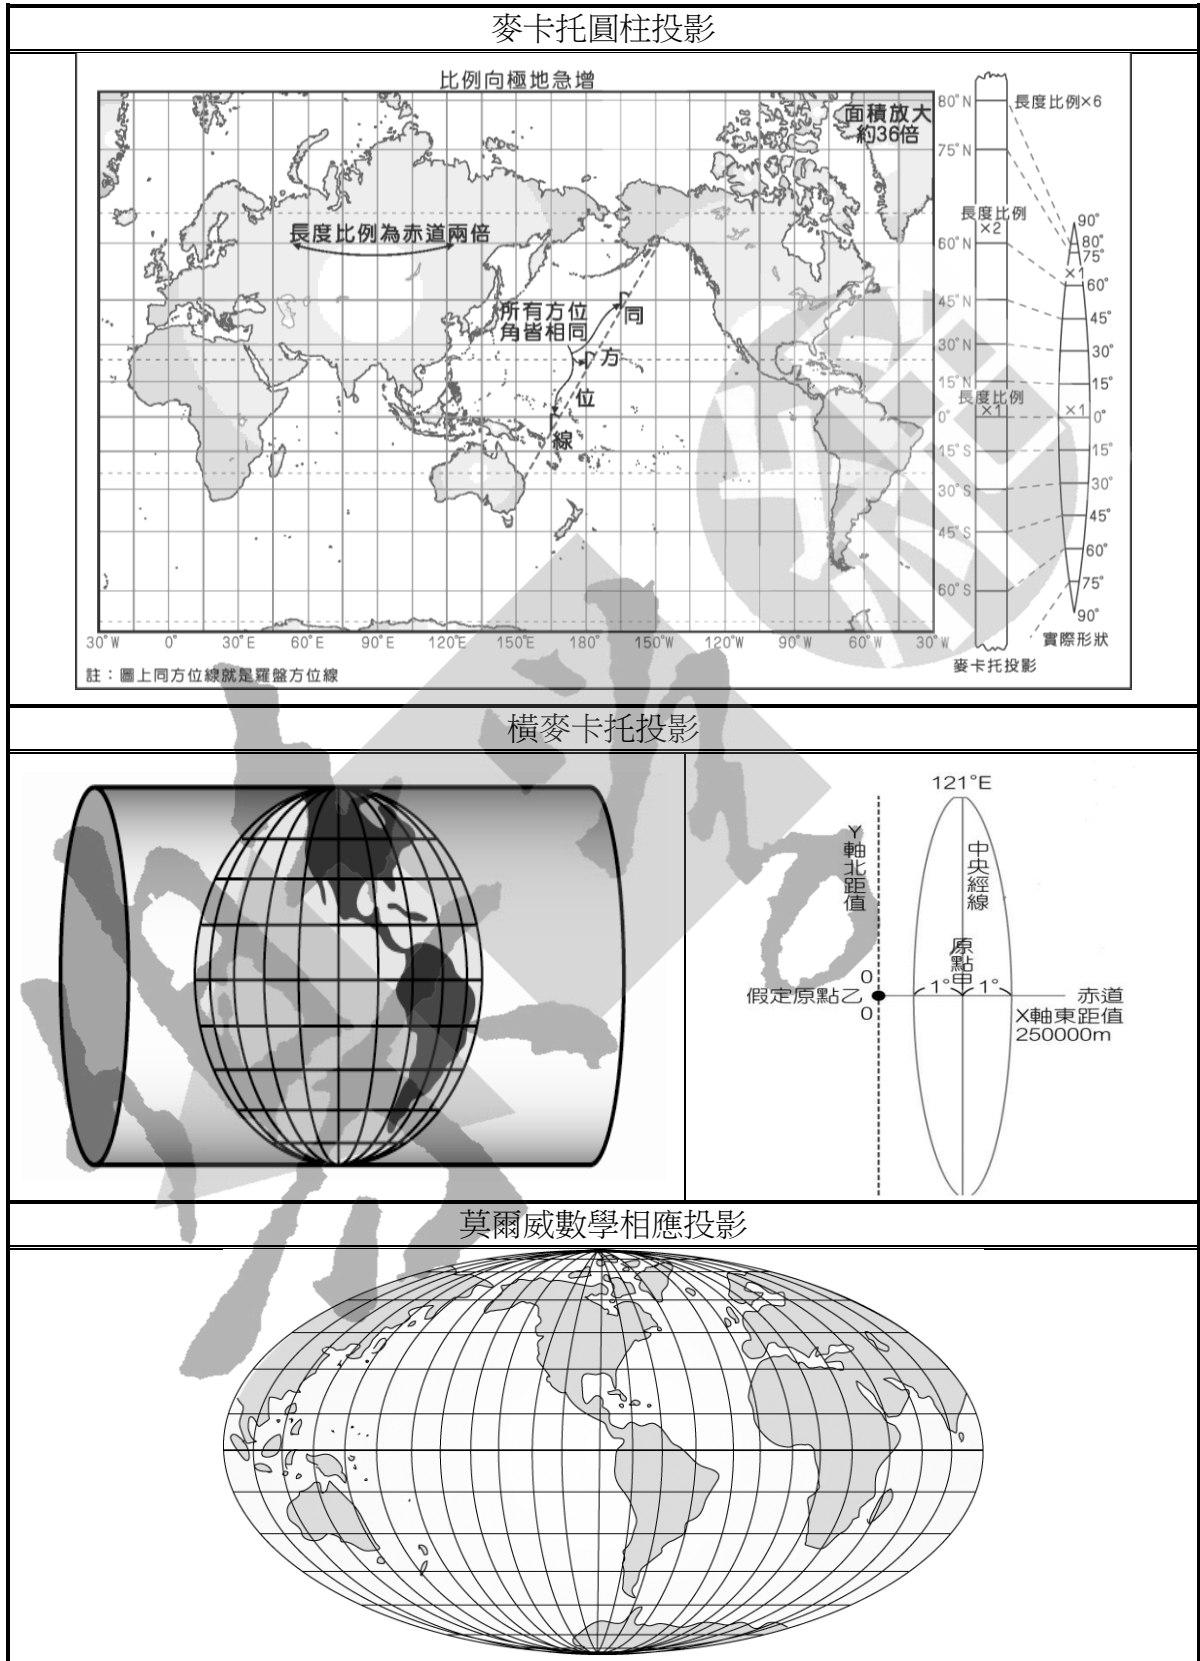 麥卡托圓柱投影
比例向極地急增
面積放大
約36倍
長度比例為赤道兩倍
所有方位
角皆相同
同
方
位
線
80°N
75°N
60°N
45°N
30°N
15°N
0°
15°S
30°S
45°S
60°S
長度比例×6
長度比例
×2
長度比例
×1
90°
80°
75°
×1
60°
45°
30°
15°
×1
0°
15°
30°
45°
60°
75°
90°
實際形狀
麥卡托投影
30°W
0°
30°E
60°E
90°E
120°E
150°E
180°
150°W
120°W
90°W
60°W
30°W
註：圖上同方位線就是羅盤方位線
橫麥卡托投影
121°E
Y軸北距值
中央經線
原點甲
0
假定原點乙
0
1°
1°
赤道
X軸東距值
250000m
莫爾威數學相應投影